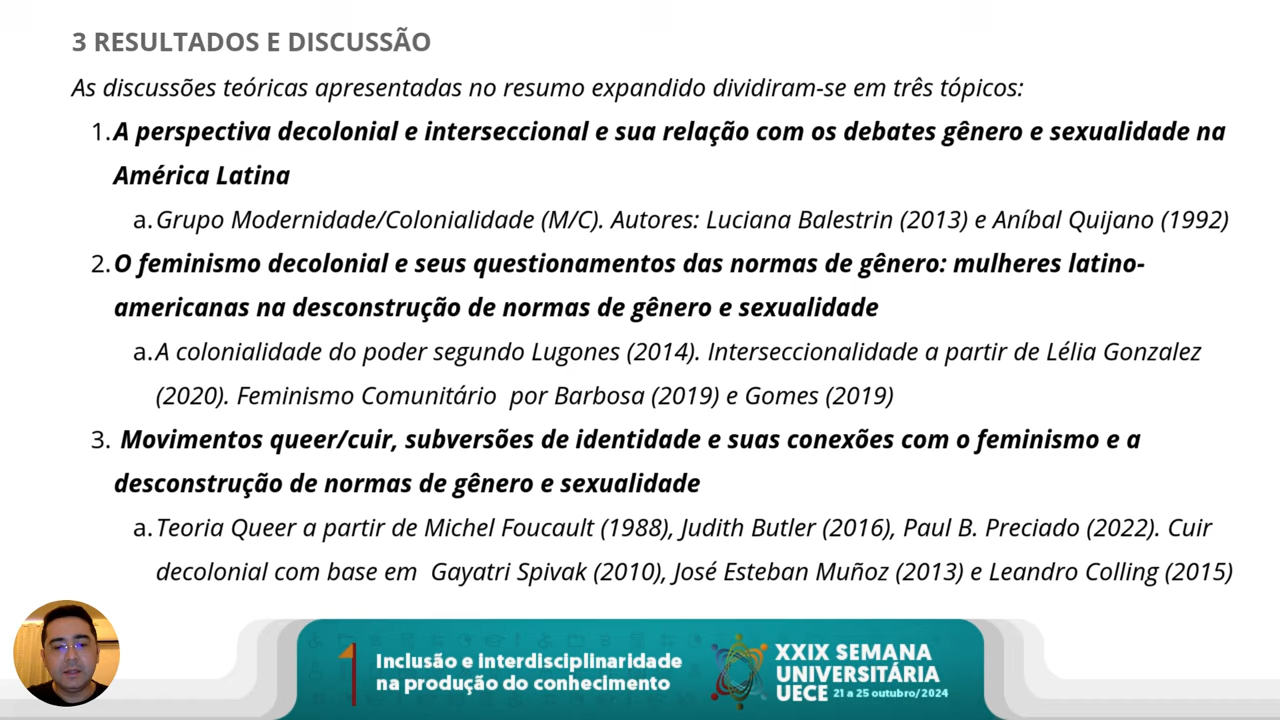 3 RESULTADOS E DISCUSSÃO
As discussões teóricas apresentadas no resumo expandido dividiram-se em três tópicos:
1. A perspectiva decolonial e interseccional e sua relação com os debates gênero e sexualidade na
América Latina
a. Grupo Modernidade/Colonialidade (M/C). Autores: Luciana Balestrin (2013) e Aníbal Quijano (1992)
2. O feminismo decolonial e seus questionamentos das normas de gênero: mulheres latino-
americanas na desconstrução de normas de gênero e sexualidade
a. A colonialidade do poder segundo Lugones (2014). Interseccionalidade a partir de Lélia Gonzalez
(2020). Feminismo Comunitário por Barbosa (2019) e Gomes (2019)
3. Movimentos queer/cuir, subversões de identidade e suas conexões com o feminismo e a
desconstrução de normas de gênero e sexualidade
a. Teoria Queer a partir de Michel Foucault (1988), Judith Butler (2016), Paul B. Preciado (2022). Cuir
decolonial com base em Gayatri Spivak (2010), José Esteban Muñoz (2013) e Leandro Colling (2015)
Inclusão e interdisciplinaridade
na produção do conhecimento
XXIX SEMANA
UNIVERSITÁRIA
UECE 21 a 25 outubro/2024